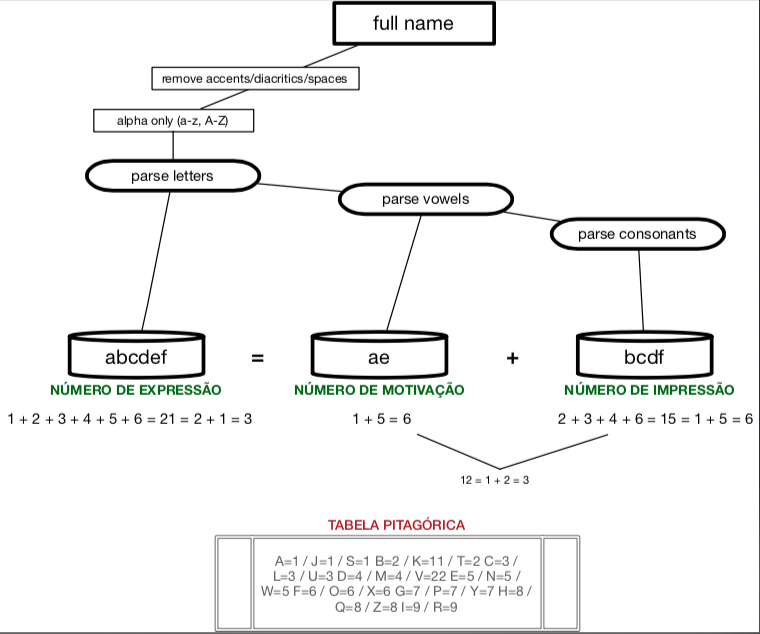 full name
remove accents/diacritics/spaces
alpha only (a-z, A-Z)
parse letters
parse vowels
parse consonants
abcdef
=
ae
+
bcdf
NÚMERO DE EXPRESSÃO
NÚMERO DE MOTIVAÇÃO
NÚMERO DE IMPRESSÃO
1 + 2 + 3 + 4 + 5 + 6 = 21 = 2 + 1 = 3
1 + 5 = 6
2 + 3 + 4 + 6 = 15 = 1 + 5 = 6
12 = 1 + 2 = 3
TABELA PITAGÓRICA
A=1 / J=1 / S=1 B=2 / K=11 / T=2 C=3 /
L=3 / U=3 D=4 / M=4 / V=22 E=5 / N=5 /
W=5 F=6 / O=6 / X=6 G=7 / P=7 / Y=7 H=8 /
Q=8 / Z=8 I=9 / R=9